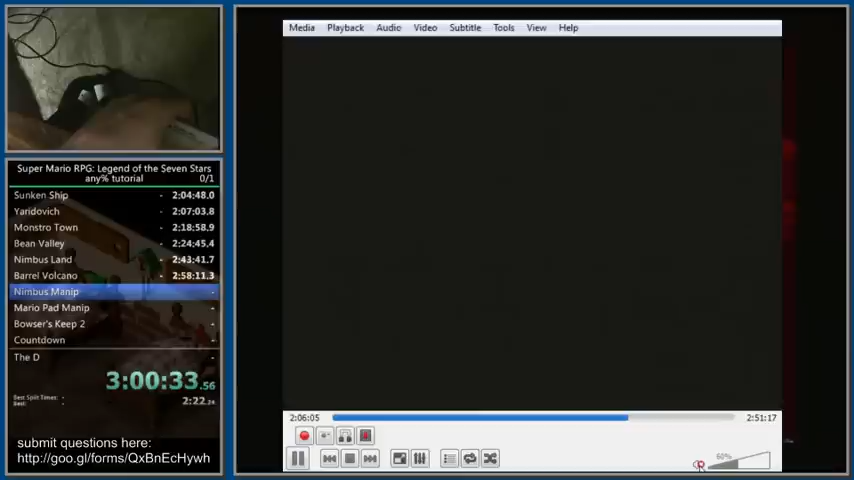 Media Playback Audio Video Subtitle Tools View Help
Super Mario RPG: Legend of the Seven Stars
any% tutorial 0/1
Sunken Ship - 2:04:48.0
Yaridovich - 2:07:03.8
Monstro Town - 2:18:58.9
Bean Valley - 2:24:45.4
Nimbus Land - 2:43:41.7
Barrel Volcano - 2:58:11.3
Nimbus Manip -
Mario Pad Manip -
Bowser's Keep 2 -
Countdown -
The D -
3:00:33.56
Best Split Times: -
Best: - 2:22.24
2:06:05 2:51:17
submit questions here:
http://goo.gl/forms/QxBnEcHywh
60%